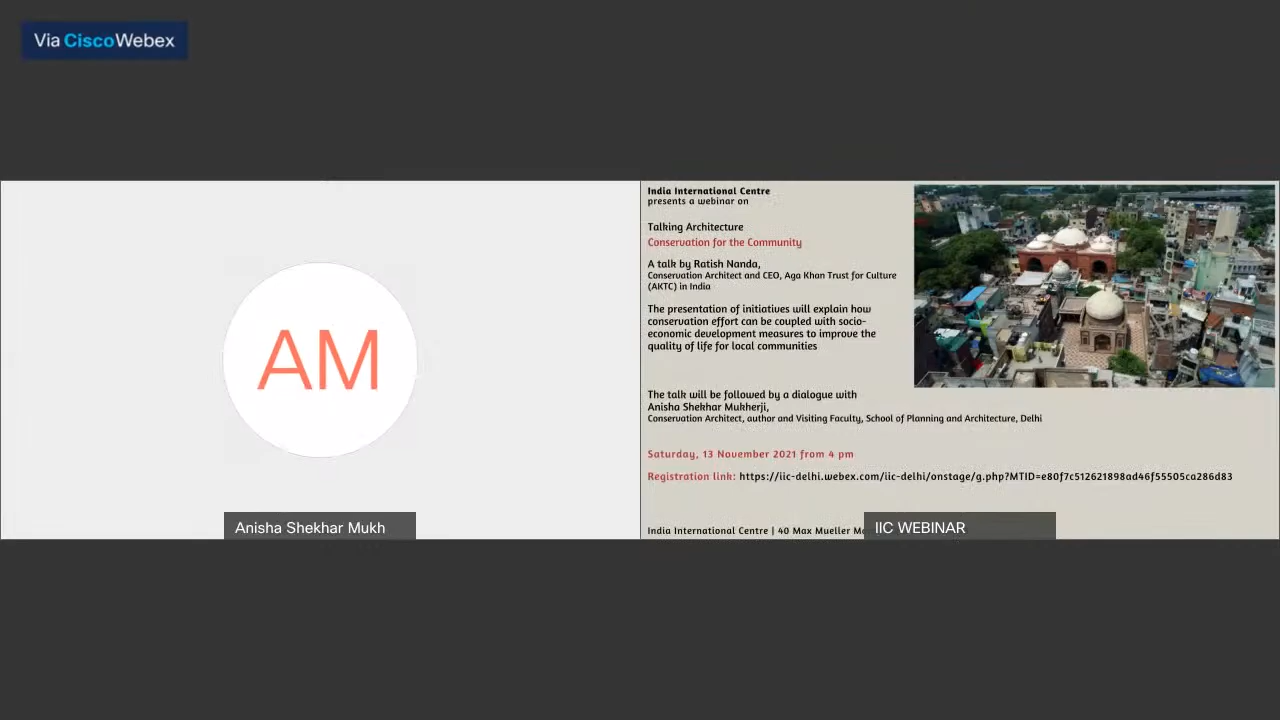 Via CiscoWebex
AM
Anisha Shekhar Mukh
India International Centre
presents a webinar on
Talking Architecture
Conservation for the Community
A talk by Ratish Nanda,
Conservation Architect and CEO, Aga Khan Trust for Culture
(AKTC) in India
The presentation of initiatives will explain how
conservation effort can be coupled with socio-
economic development measures to improve the
quality of life for local communities
The talk will be followed by a dialogue with
Anisha Shekhar Mukherji,
Conservation Architect, author and Visiting Faculty, School of Planning and Architecture, Delhi
Saturday, 13 November 2021 from 4 pm
Registration link: https://iic-delhi.webex.com/iic-delhi/onstage/g.php?MTID=e80f7c512621898ad46f55505ca286d83
India International Centre | 40 Max Mueller
IIC WEBINAR